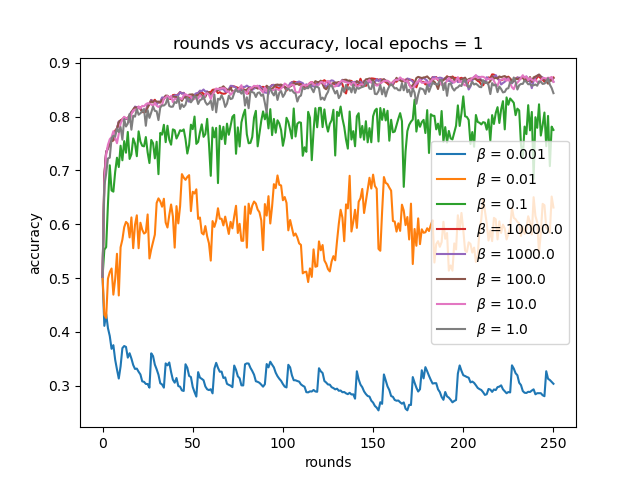 rounds vs accuracy, local epochs = 1
accuracy
0.9
0.8
0.7
0.6
0.5
0.4
0.3
β = 0.001
β = 0.01
β = 0.1
β = 10000.0
β = 1000.0
β = 100.0
β = 10.0
β = 1.0
0 50 100 150 200 250
rounds